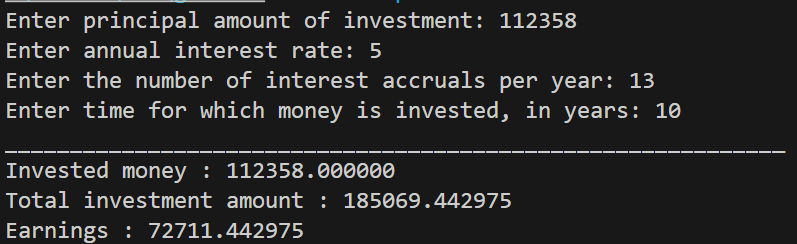 Enter principal amount of investment: 112358
Enter annual interest rate: 5
Enter the number of interest accruals per year: 13
Enter time for which money is invested, in years: 10
____________________________________________________________
Invested money : 112358.000000
Total investment amount : 185069.442975
Earnings : 72711.442975